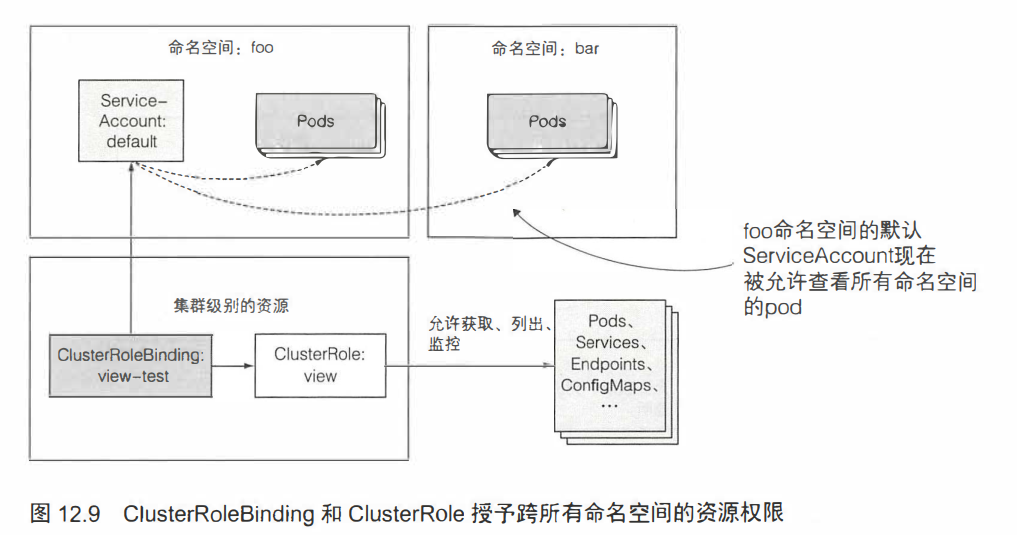 命名空间：foo
命名空间：bar
Service-
Account:
default
Pods
Pods
foo命名空间的默认
ServiceAccount现在
被允许查看所有命名空间
的pod
集群级别的资源
ClusterRoleBinding:
view-test
ClusterRole:
view
允许获取、列出、
监控
Pods、
Services、
Endpoints、
ConfigMaps、
…
图 12.9 ClusterRoleBinding 和 ClusterRole 授予跨所有命名空间的资源权限